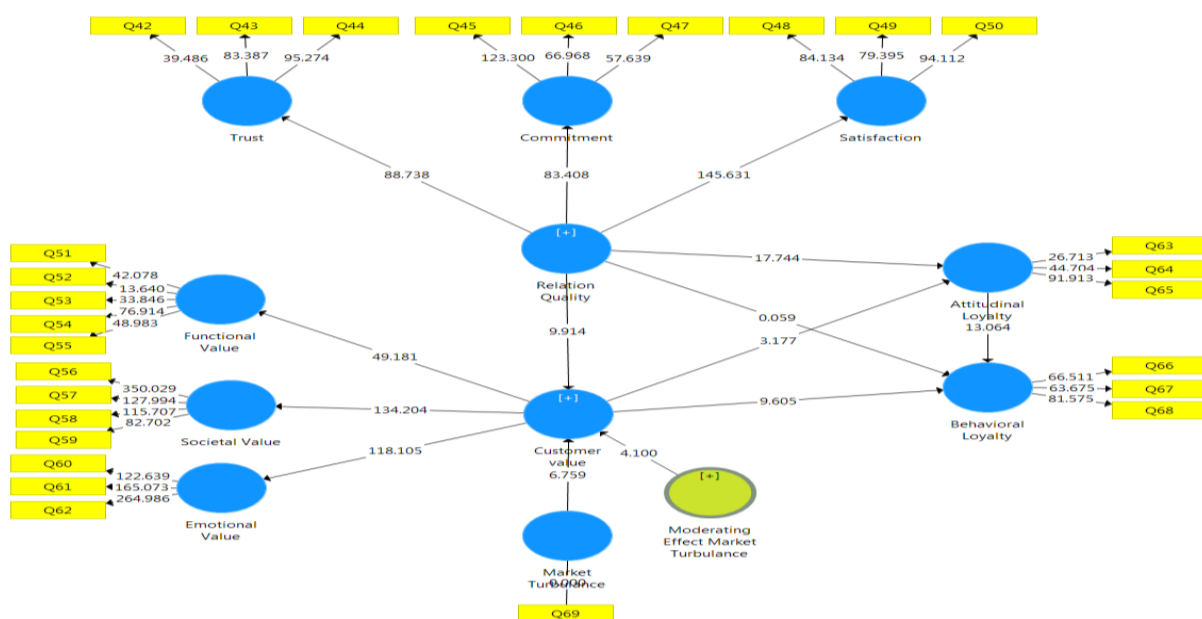 Q42
Q43
Q44
Q45
Q46
Q47
Q48
Q49
Q50
39.486
83.387
95.274
123.300
66.968
57.639
84.134
79.395
94.112
Trust
Commitment
Satisfaction
88.738
83.408
145.631
[+]
Relation
Quality
17.744
0.059
3.177
9.914
Q51
Q52
Q53
Q54
Q55
42.078
13.640
33.846
76.914
48.983
Functional
Value
49.181
Q63
Q64
Q65
26.713
44.704
91.913
Attitudinal
Loyalty
13.064
Q56
Q57
Q58
Q59
350.029
127.994
115.707
82.702
Societal Value
134.204
[+]
Customer
value
9.605
Q66
Q67
Q68
66.511
63.675
81.575
Behavioral
Loyalty
118.105
Q60
Q61
Q62
122.639
165.073
264.986
Emotional
Value
6.759
4.100
[+]
Moderating
Effect Market
Turbulance
Market
Turbulance
0.000
Q69